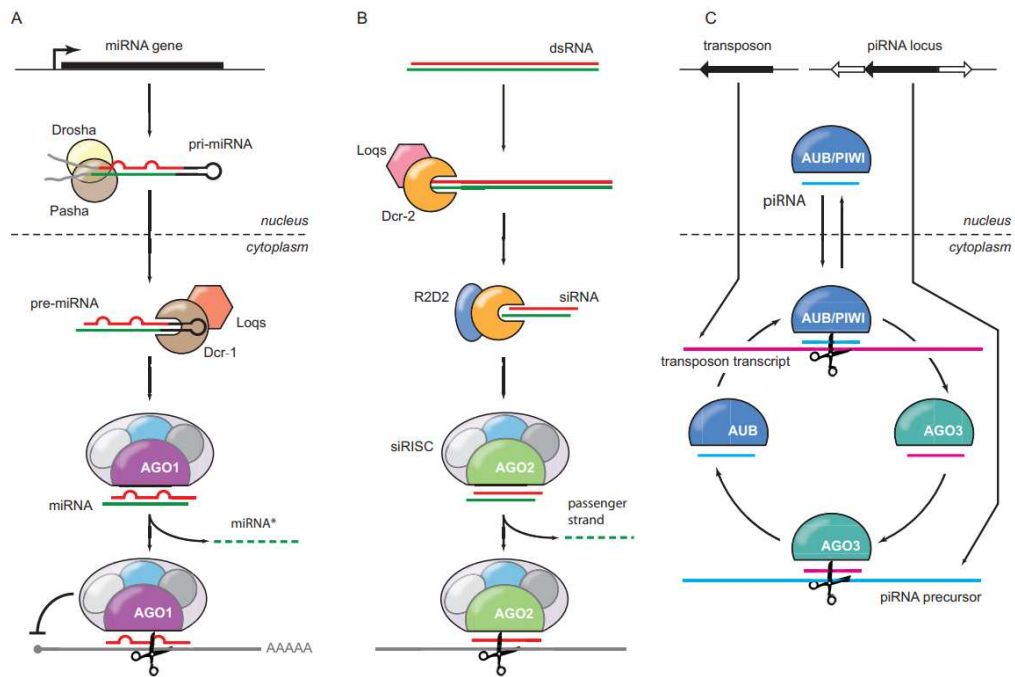 A
miRNA gene
Drosha
pri-miRNA
Pasha
nucleus
cytoplasm
pre-miRNA
Loqs
Dcr-1
AGO1
miRNA
miRNA*
AGO1
AAAAA
B
dsRNA
Loqs
Dcr-2
R2D2
siRNA
siRISC
AGO2
passenger
strand
AGO2
C
transposon
piRNA locus
AUB/PIWI
piRNA
nucleus
cytoplasm
AUB/PIWI
transposon transcript
AUB
AGO3
AGO3
piRNA precursor